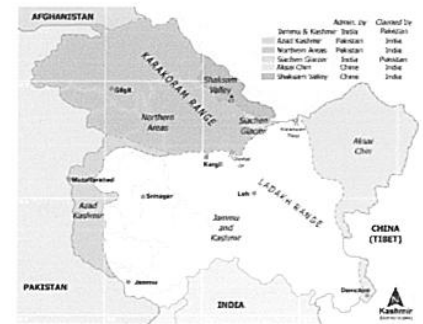 AFGHANISTAN
Admin. by Claimed by
Jammu & Kashmir India Pakistan
Azad Kashmir Pakistan India
Northern Areas Pakistan India
Siachen Glacier India Pakistan
Aksai Chin China India
Shaksam Valley China India
KARAKORAM RANGE
Shaksam
Valley
Gilgit
Northern
Areas
Siachen
Glacier
Karakoram
Pass
Aksai
Chin
Kargil
Muzaffarabad
Azad
Kashmir
Srinagar
Leh
LADAKH RANGE
Jammu
and
Kashmir
CHINA
(TIBET)
PAKISTAN
Jammu
INDIA
Demchok
Kashmir